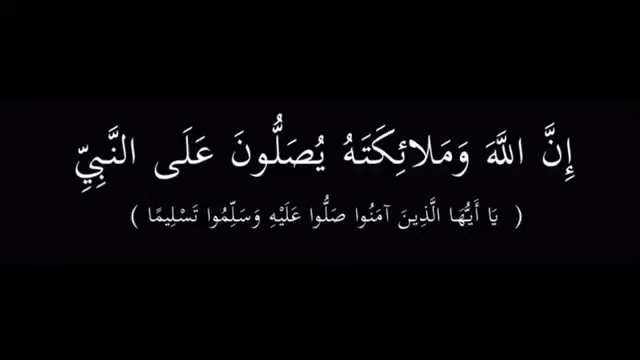 إِنَّ اللَّهَ وَمَلائِكَتَهُ يُصَلُّونَ عَلَى النَّبِيِّ
( يَا أَيُّهَا الَّذِينَ آمَنُوا صَلُّوا عَلَيْهِ وَسَلِّمُوا تَسْلِيمًا )